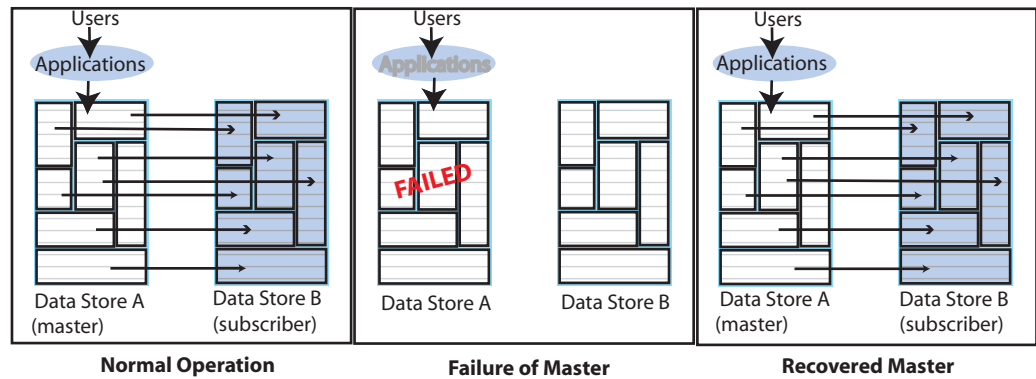 Users
Applications
Data Store A
(master)
Data Store B
(subscriber)
Normal Operation
Users
Applications
FAILED
Data Store A
Data Store B
Failure of Master
Users
Applications
Data Store A
(master)
Data Store B
(subscriber)
Recovered Master